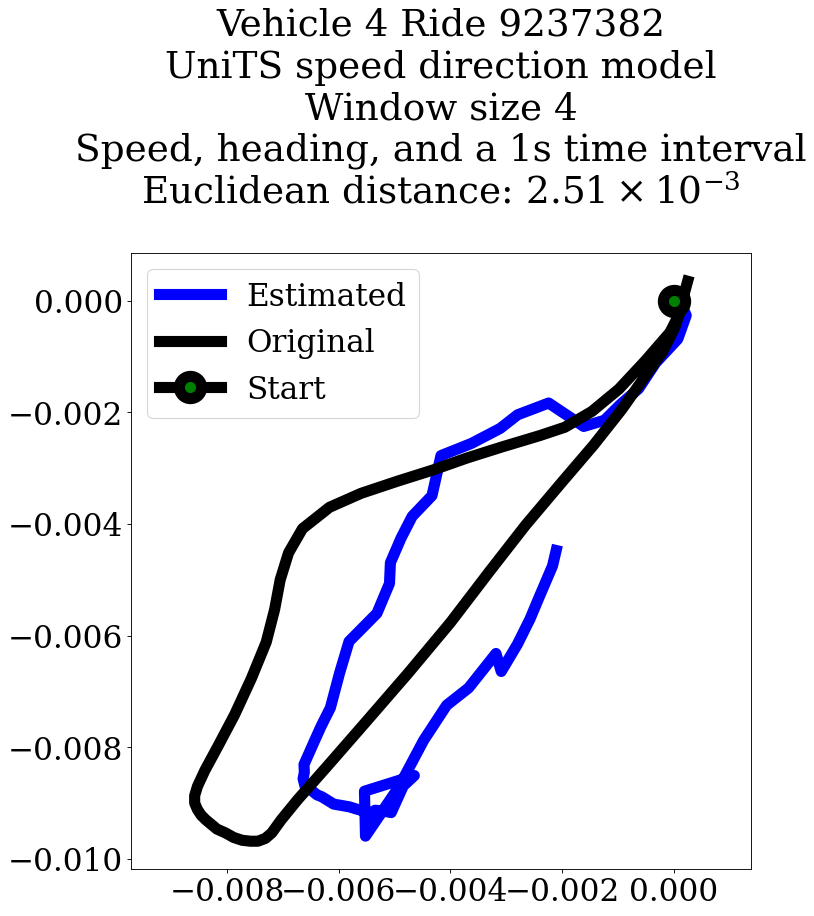 Vehicle 4 Ride 9237382
UniTS speed direction model
Window size 4
Speed, heading, and a 1s time interval
Euclidean distance: 2.51 × 10⁻³
Estimated
Original
Start
0.000
−0.002
−0.004
−0.006
−0.008
−0.010
−0.008 −0.006 −0.004 −0.002 0.000